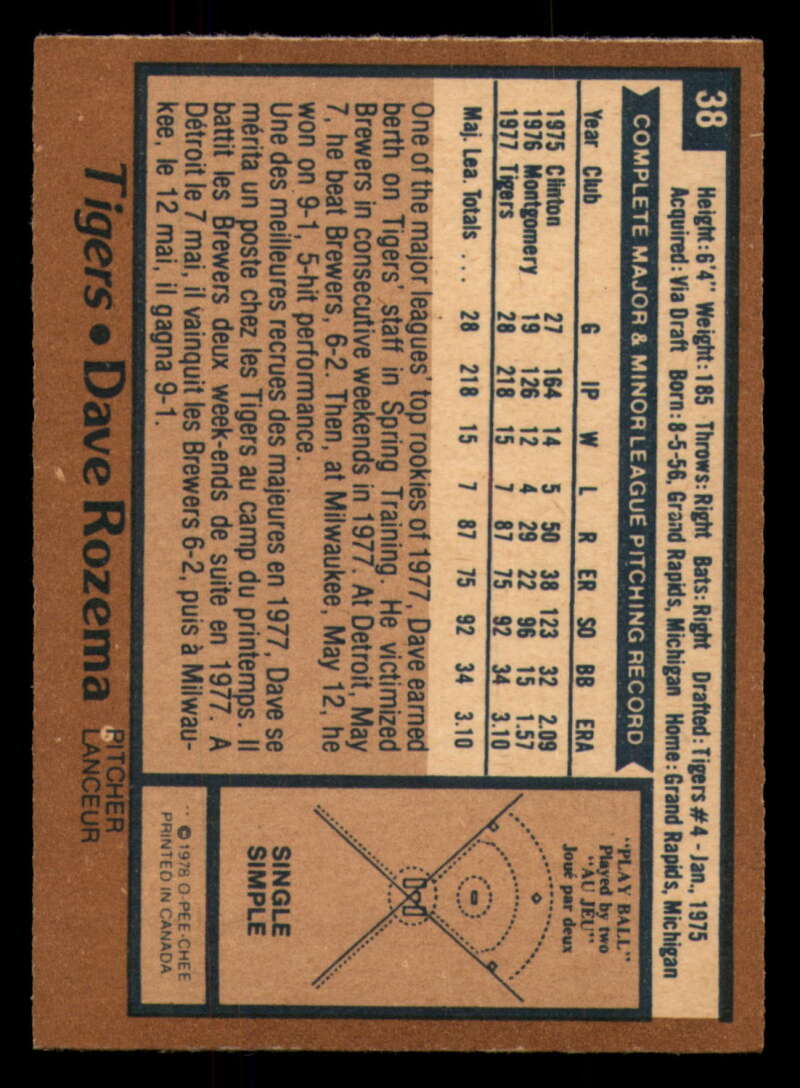 38
Height: 6'4" Weight: 185 Throws: Right Bats: Right Drafted: Tigers #4 - Jan., 1975
Acquired: Via Draft Born: 8-5-56, Grand Rapids, Michigan Home: Grand Rapids, Michigan
COMPLETE MAJOR & MINOR LEAGUE PITCHING RECORD
Year Club G IP W L R ER SO BB ERA
1975 Clinton 27 164 14 5 50 38 123 32 2.09
1976 Montgomery 19 126 12 4 29 22 96 15 1.57
1977 Tigers 28 218 15 7 87 75 92 34 3.10
Maj. Lea. Totals ... 28 218 15 7 87 75 92 34 3.10
One of the major leagues' top rookies of 1977, Dave earned
berth on Tigers' staff in Spring Training. He victimized
Brewers in consecutive weekends in 1977. At Detroit, May
7, he beat Brewers, 6-2. Then, at Milwaukee, May 12, he
won on 9-1, 5-hit performance.
Une des meilleures recrues des majeures en 1977, Dave se
mérita un poste chez les Tigers au camp du printemps. Il
battit les Brewers deux week-ends de suite en 1977. A
Détroit le 7 mai, il vainquit les Brewers 6-2, puis à Milwau-
kee, le 12 mai, il gagna 9-1.
"PLAY BALL"
Played by two
"AU JEU"
Joué par deux
SINGLE
SIMPLE
© 1978 O-PEE-CHEE
PRINTED IN CANADA
Tigers • Dave Rozema PITCHER
LANCEUR